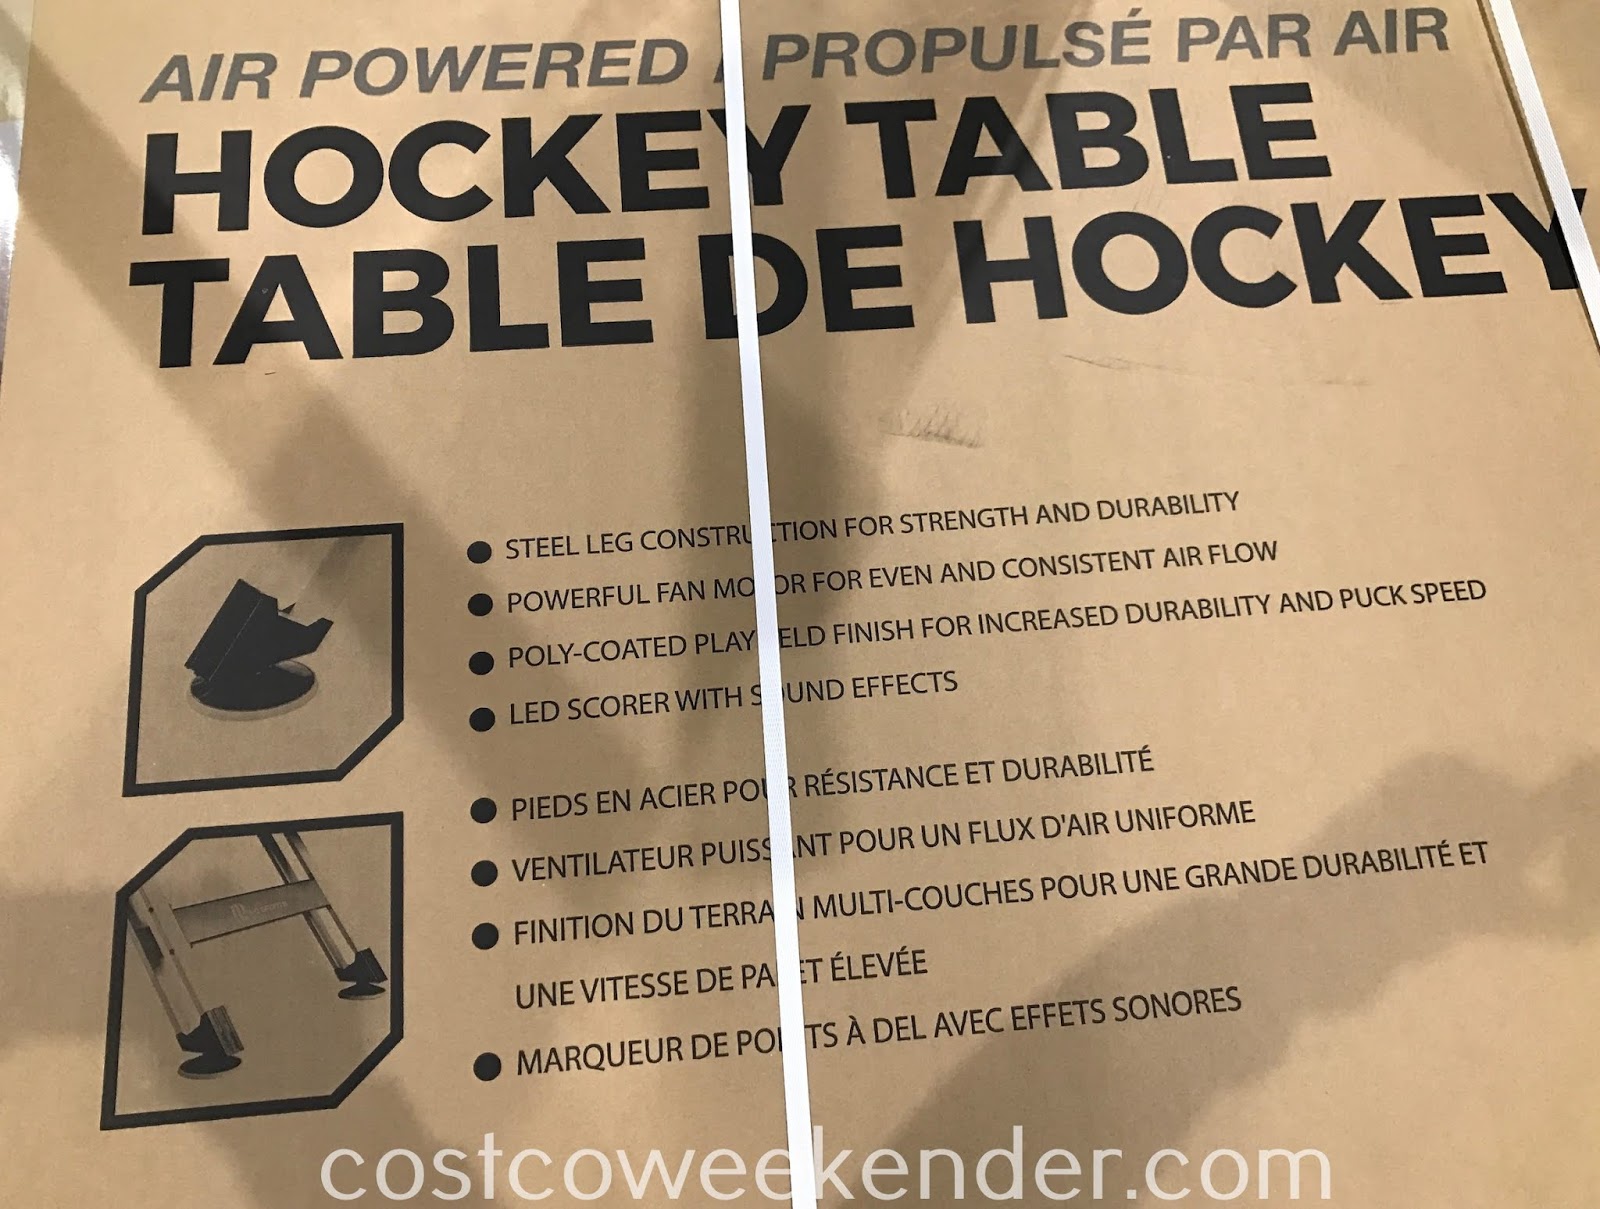 AIR POWERED / PROPULSÉ PAR AIR
HOCKEY TABLE
TABLE DE HOCKEY
● STEEL LEG CONSTRUCTION FOR STRENGTH AND DURABILITY
● POWERFUL FAN MOTOR FOR EVEN AND CONSISTENT AIR FLOW
● POLY-COATED PLAYFIELD FINISH FOR INCREASED DURABILITY AND PUCK SPEED
● LED SCORER WITH SOUND EFFECTS
● PIEDS EN ACIER POUR RÉSISTANCE ET DURABILITÉ
● VENTILATEUR PUISSANT POUR UN FLUX D'AIR UNIFORME
● FINITION DU TERRAIN MULTI-COUCHES POUR UNE GRANDE DURABILITÉ ET
UNE VITESSE DE PALET ÉLEVÉE
● MARQUEUR DE POINTS À DEL AVEC EFFETS SONORES
costcoweekender.com